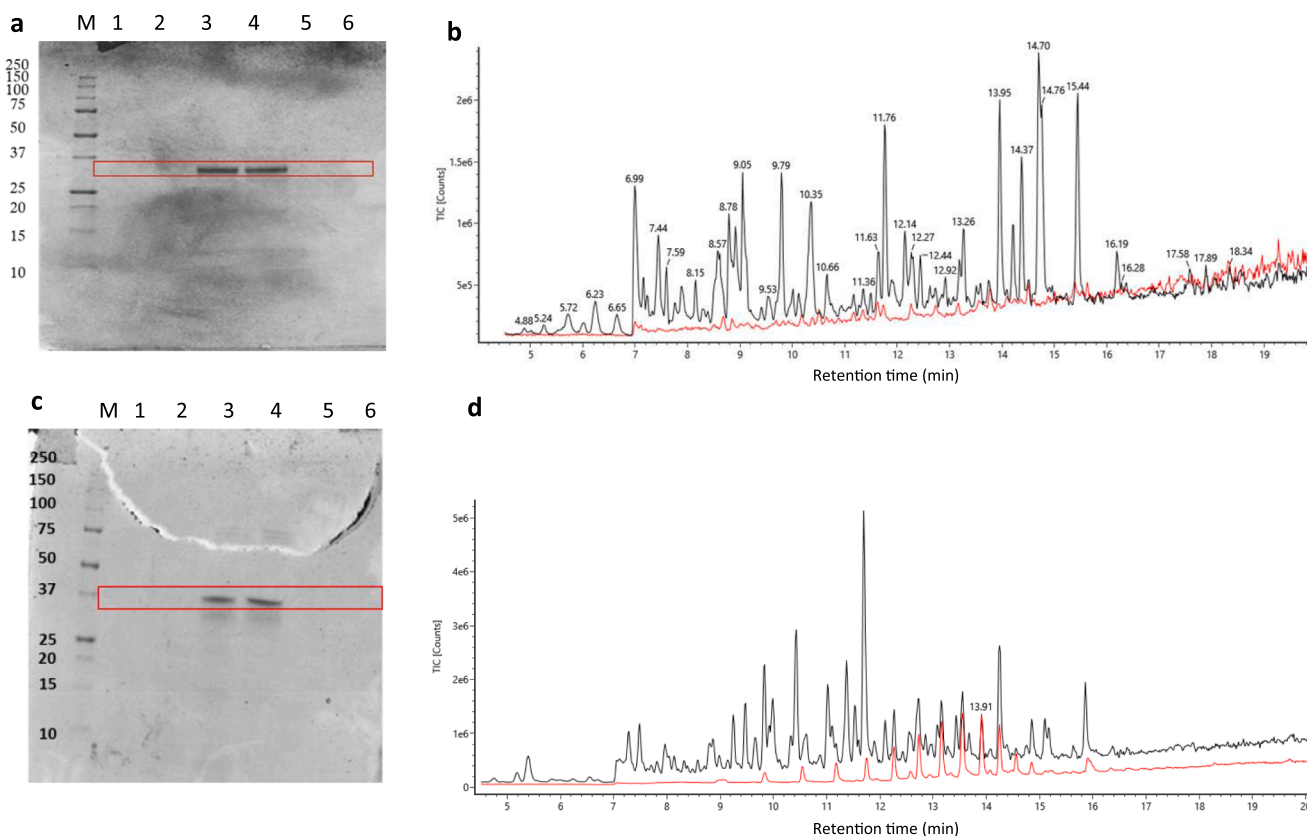 a
M 1 2 3 4 5 6
250
150
100
75
50
37
25
20
15
10
b
TIC [Counts]
2e6
1.5e6
1e6
5e5
4.88
5.24
5.72
6.23
6.65
6.99
7.44
7.59
8.15
8.57
8.78
9.05
9.53
9.79
10.35
10.66
11.36
11.63
11.76
12.14
12.27
12.44
12.92
13.26
13.95
14.37
14.70
14.76
15.44
16.19
16.28
17.58
17.89
18.34
5 6 7 8 9 10 11 12 13 14 15 16 17 18 19
Retention time (min)
c
M 1 2 3 4 5 6
250
150
100
75
50
37
25
20
15
10
d
TIC [Counts]
5e6
4e6
3e6
2e6
1e6
0
13.91
5 6 7 8 9 10 11 12 13 14 15 16 17 18 19 20
Retention time (min)